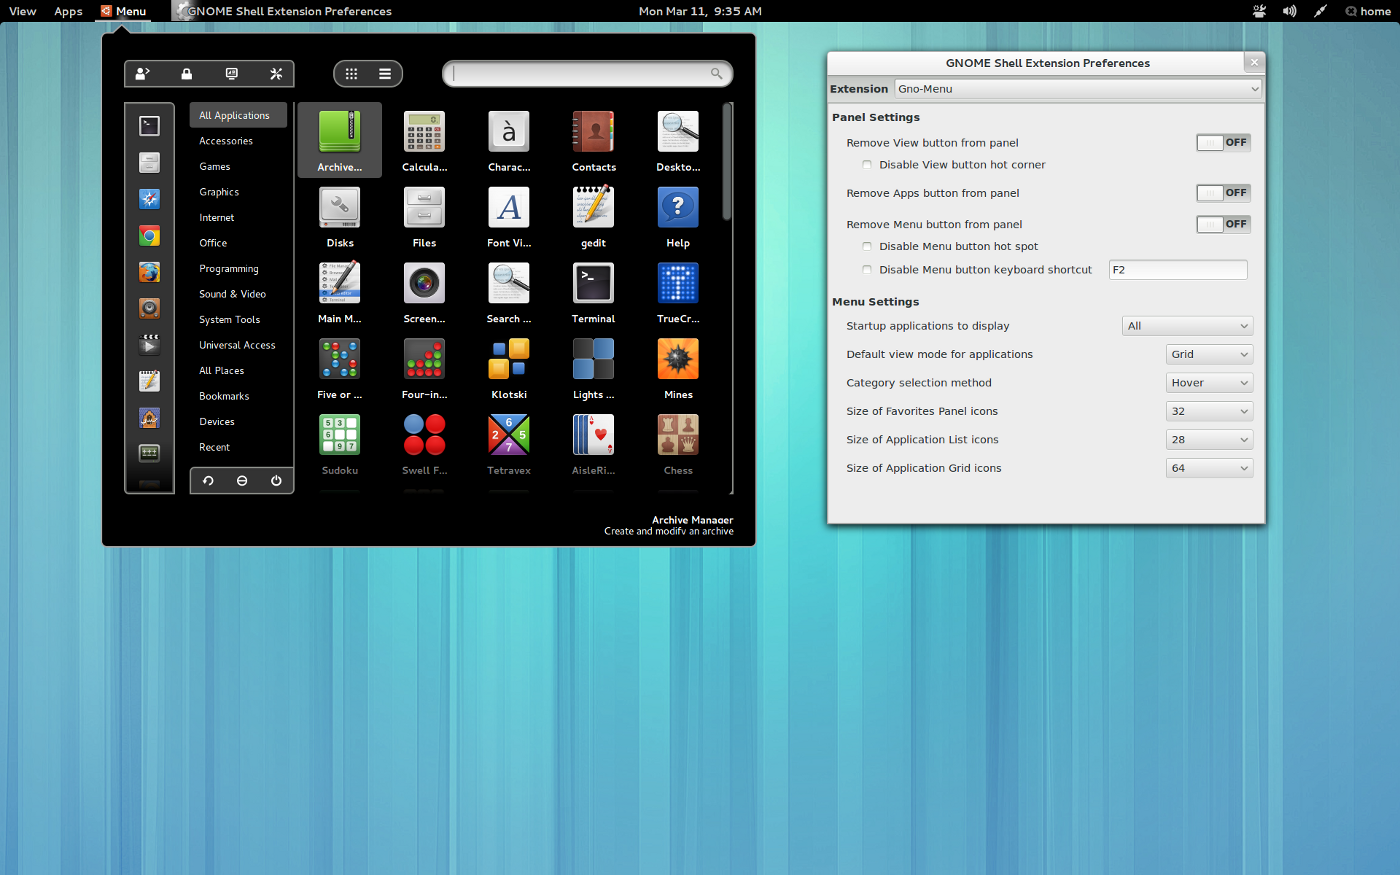 View Apps Menu GNOME Shell Extension Preferences Mon Mar 11, 9:35 AM home
All Applications
Accessories
Games
Graphics
Internet
Office
Programming
Sound & Video
System Tools
Universal Access
All Places
Bookmarks
Devices
Recent
Archive... Calcula... Charac... Contacts Deskto...
Disks Files Font Vi... gedit Help
Main M... Screen... Search ... Terminal TrueCr...
Five or ... Four-in... Klotski Lights ... Mines
Sudoku Swell F... Tetravex AisleRi... Chess
Archive Manager
Create and modify an archive
GNOME Shell Extension Preferences
Extension Gno-Menu
Panel Settings
Remove View button from panel OFF
Disable View button hot corner
Remove Apps button from panel OFF
Remove Menu button from panel OFF
Disable Menu button hot spot
Disable Menu button keyboard shortcut F2
Menu Settings
Startup applications to display All
Default view mode for applications Grid
Category selection method Hover
Size of Favorites Panel icons 32
Size of Application List icons 28
Size of Application Grid icons 64